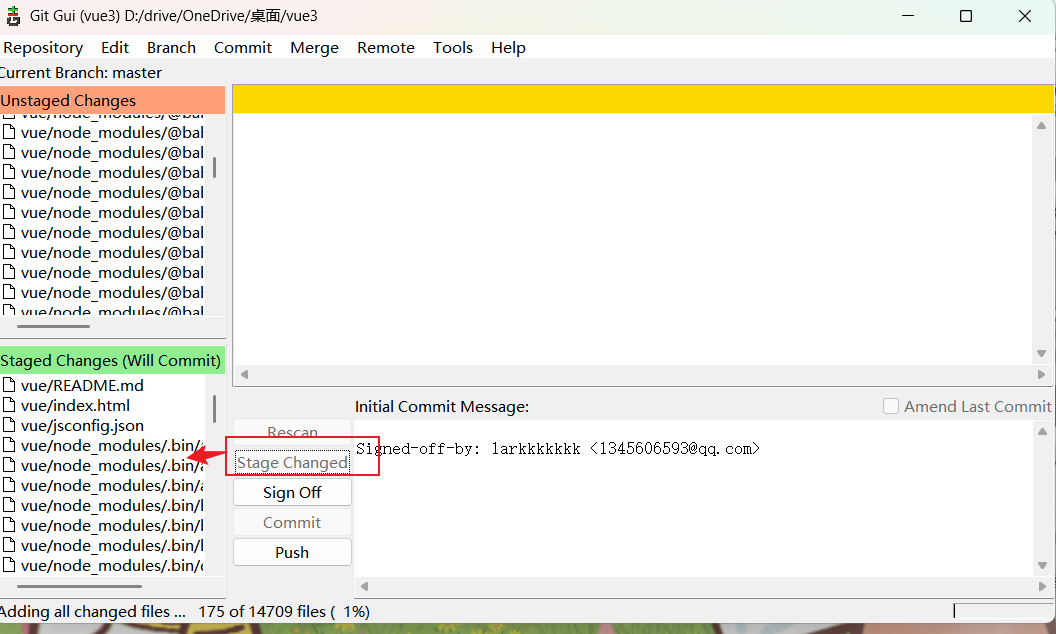 Git Gui (vue3) D:/drive/OneDrive/桌面/vue3
Repository Edit Branch Commit Merge Remote Tools Help
Current Branch: master
Unstaged Changes
vue/node_modules/@bal
vue/node_modules/@bal
vue/node_modules/@bal
vue/node_modules/@bal
vue/node_modules/@bal
vue/node_modules/@bal
vue/node_modules/@bal
vue/node_modules/@bal
vue/node_modules/@bal
vue/node_modules/@bal
vue/node_modules/@bal
Staged Changes (Will Commit)
vue/README.md
vue/index.html
vue/jsconfig.json
vue/node_modules/.bin/
vue/node_modules/.bin/
vue/node_modules/.bin/
vue/node_modules/.bin/
vue/node_modules/.bin/
vue/node_modules/.bin/
vue/node_modules/.bin/
Rescan
Stage Changed
Sign Off
Commit
Push
Initial Commit Message:
Amend Last Commit
Signed-off-by: larkkkkkkk <1345606593@qq.com>
Adding all changed files ... 175 of 14709 files ( 1%)